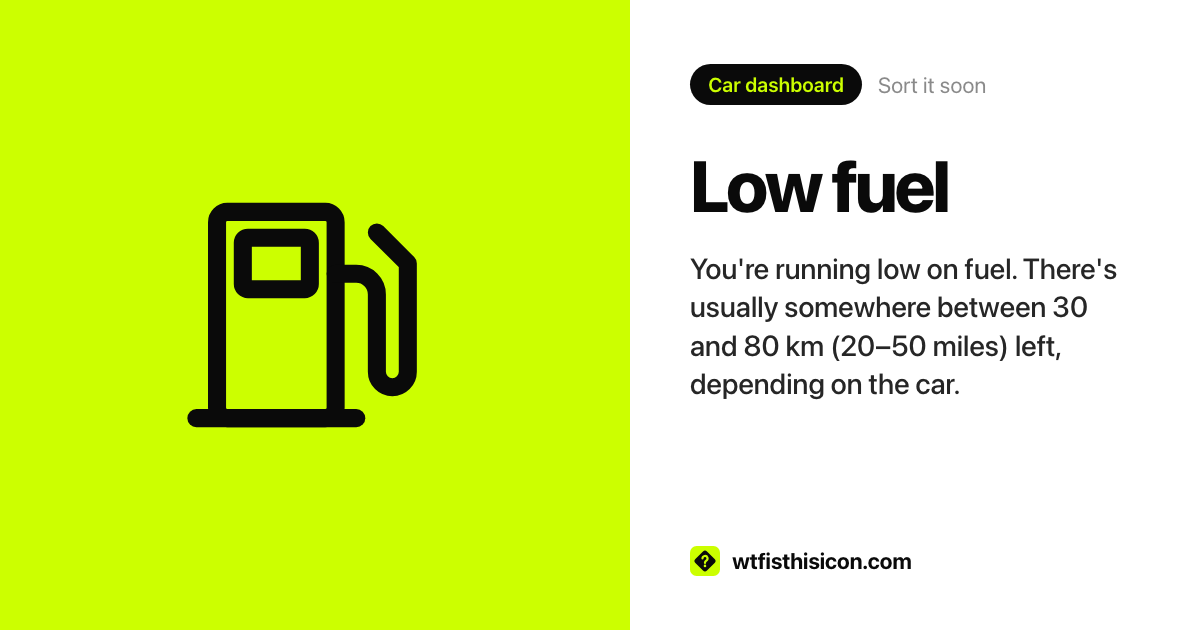 Car dashboard Sort it soon
Low fuel
You're running low on fuel. There's
usually somewhere between 30
and 80 km (20–50 miles) left,
depending on the car.
? wtfisthisicon.com